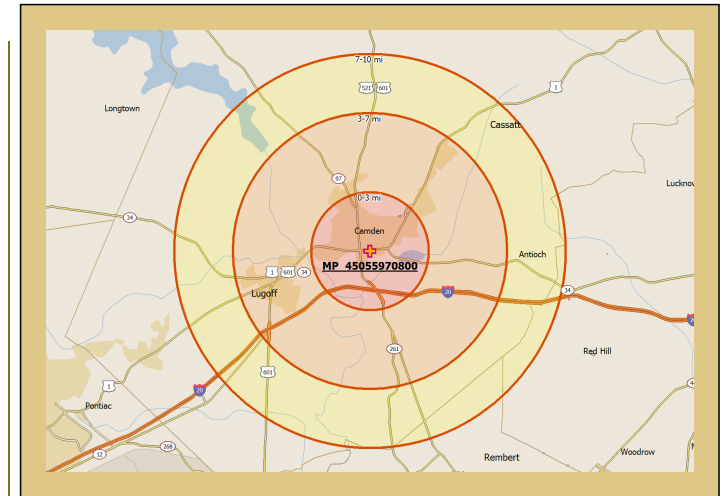 7-10 mi
521 601
1
Longtown
3-7 mi
Cassatt
97
0-3 mi
34
Camden
MP 45055970800
Antioch
1 601 34
Lugoff
20
34
261
Red Hill
601
1
20
Pontiac
12
268
Rembert
Woodrow